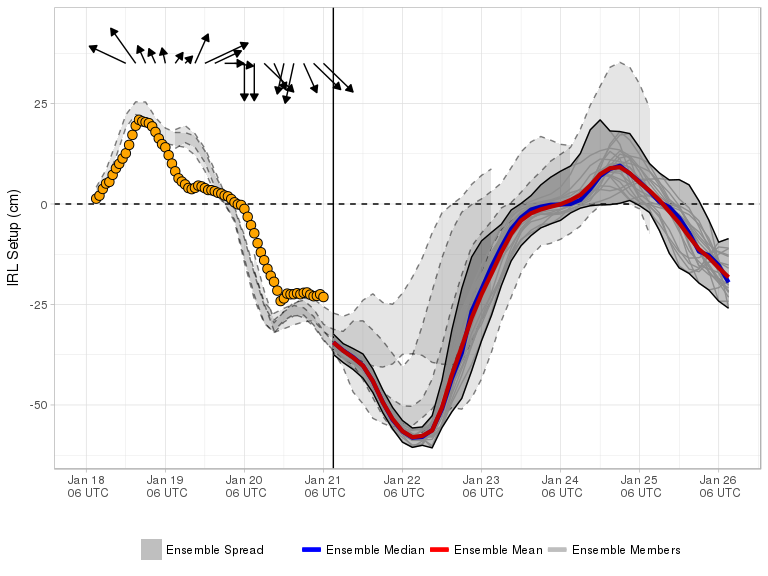 IRL Setup (cm)
25
0
-25
-50
Jan 18 Jan 19 Jan 20 Jan 21 Jan 22 Jan 23 Jan 24 Jan 25 Jan 26
06 UTC 06 UTC 06 UTC 06 UTC 06 UTC 06 UTC 06 UTC 06 UTC 06 UTC
Ensemble Spread Ensemble Median Ensemble Mean Ensemble Members